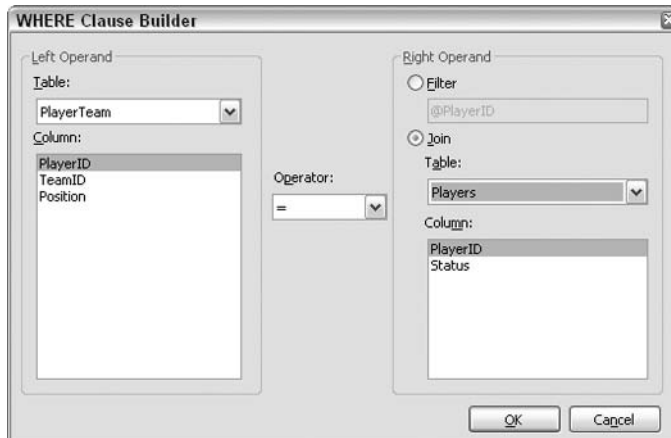 WHERE Clause Builder
Left Operand
Table:
PlayerTeam
Column:
PlayerID
TeamID
Position
Operator:
=
Right Operand
Filter
@PlayerID
Join
Table:
Players
Column:
PlayerID
Status
OK
Cancel